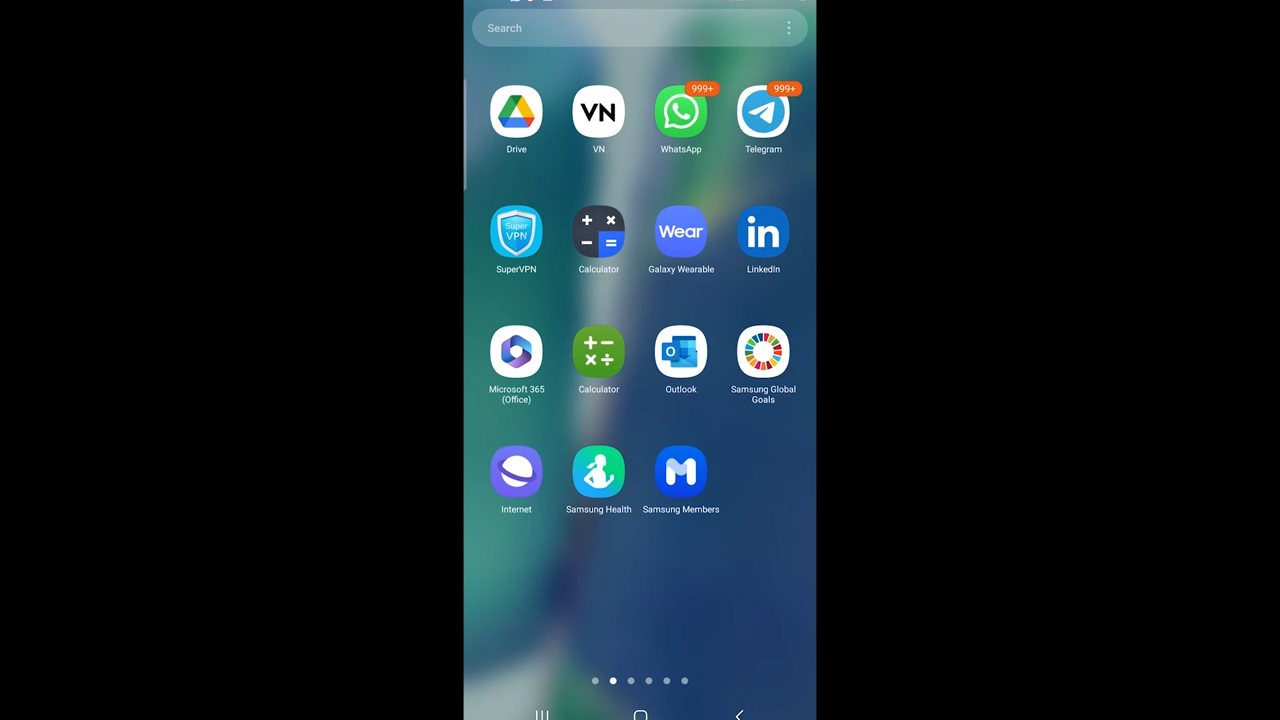 Search
999+
999+
VN
Drive
VN
WhatsApp
Telegram
Super
VPN
Wear
in
SuperVPN
Calculator
Galaxy Wearable
LinkedIn
O
Microsoft 365
(Office)
Calculator
Outlook
Samsung Global
Goals
Internet
Samsung Health
Samsung Members